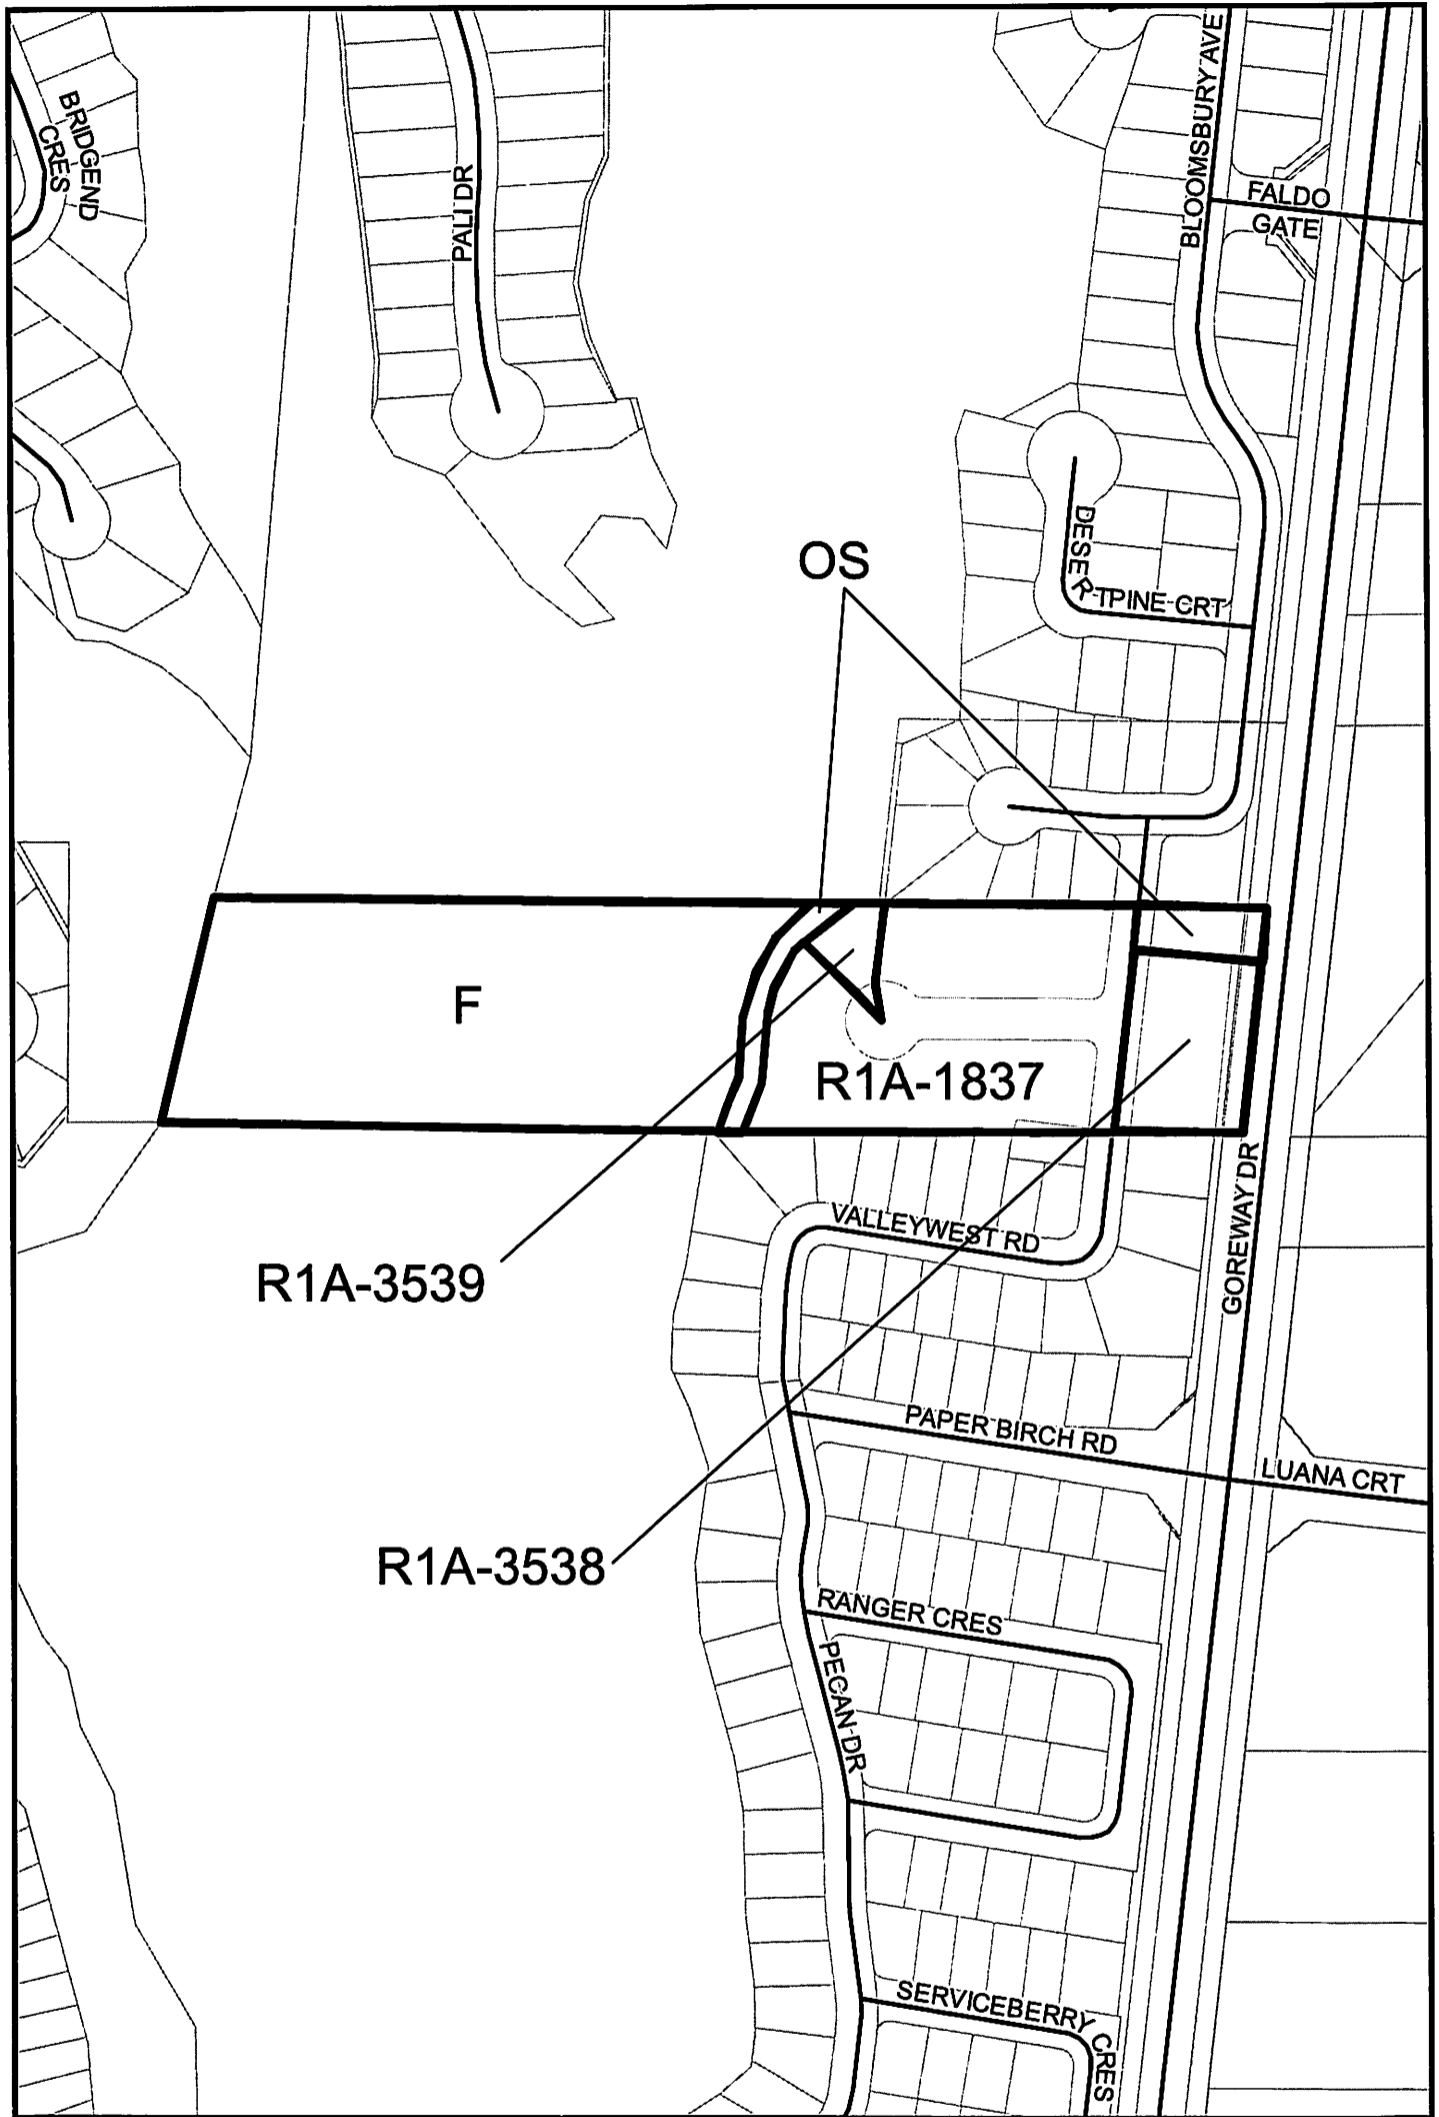 BRIDGEND
CRES
PALI DR
BLOOMSBURY AVE
FALDO
GATE
OS
DESERTPINE CRT
F
R1A-1837
VALLEYWEST RD
GOREWAY DR
R1A-3539
PAPER BIRCH RD
LUANA CRT
R1A-3538
RANGER CRES
PECAN DR
SERVICEBERRY CRES